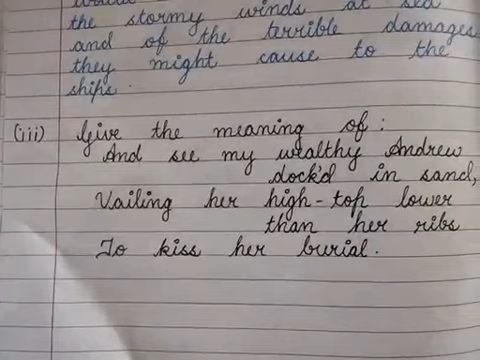 the stormy winds at sea
and of the terrible damages
they might cause to the
ships.
(iii) Give the meaning of :
And see my wealthy Andrew
dock'd in sand,
Vailing her high-top lower
than her ribs
To kiss her burial.